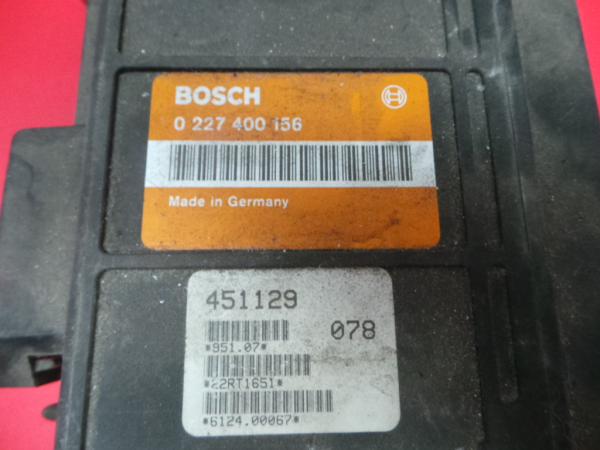 BOSCH
0 227 400 156
Made in Germany
451129
078
*951.07*
*22RT1651*
*6124.00067*